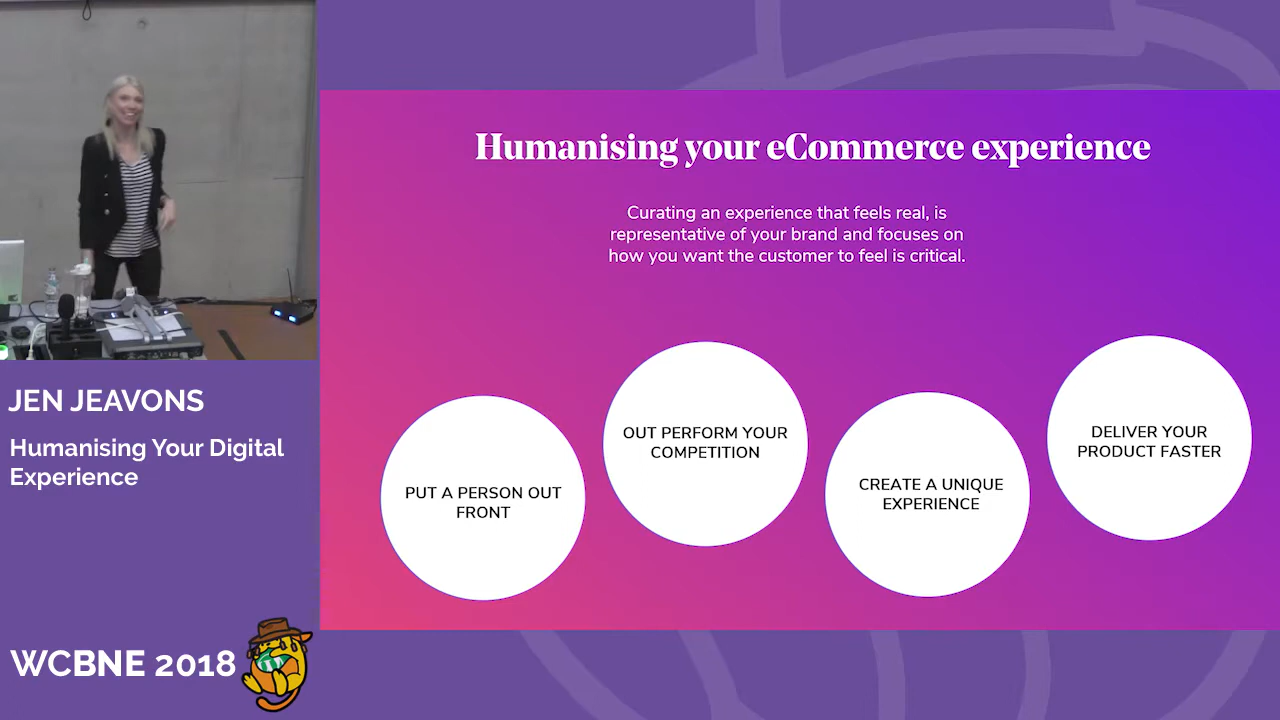 JEN JEAVONS
Humanising Your Digital
Experience
WCBNE 2018
Humanising your eCommerce experience
Curating an experience that feels real, is
representative of your brand and focuses on
how you want the customer to feel is critical.
PUT A PERSON OUT
FRONT
OUT PERFORM YOUR
COMPETITION
CREATE A UNIQUE
EXPERIENCE
DELIVER YOUR
PRODUCT FASTER